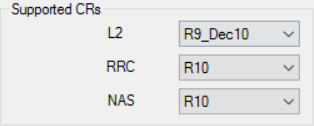 Supported CRs
L2 R9_Dec10
RRC R10
NAS R10